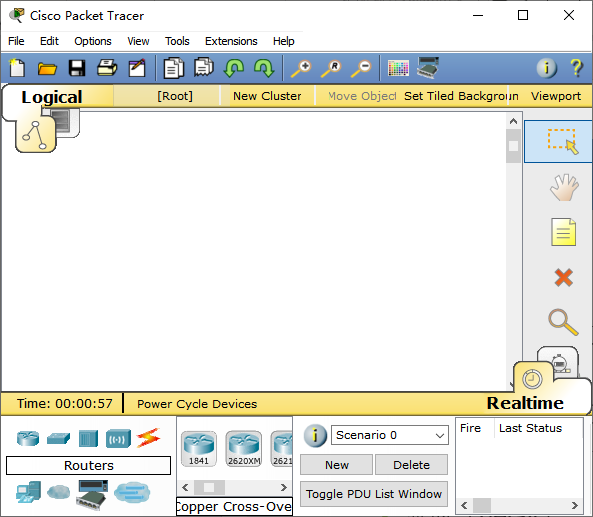 Cisco Packet Tracer
File Edit Options View Tools Extensions Help
Logical [Root] New Cluster Move Object Set Tiled Backgroun Viewport
Time: 00:00:57 Power Cycle Devices Realtime
Routers
1841 2620XM 2621
Copper Cross-Ove
Scenario 0
New Delete
Toggle PDU List Window
Fire Last Status